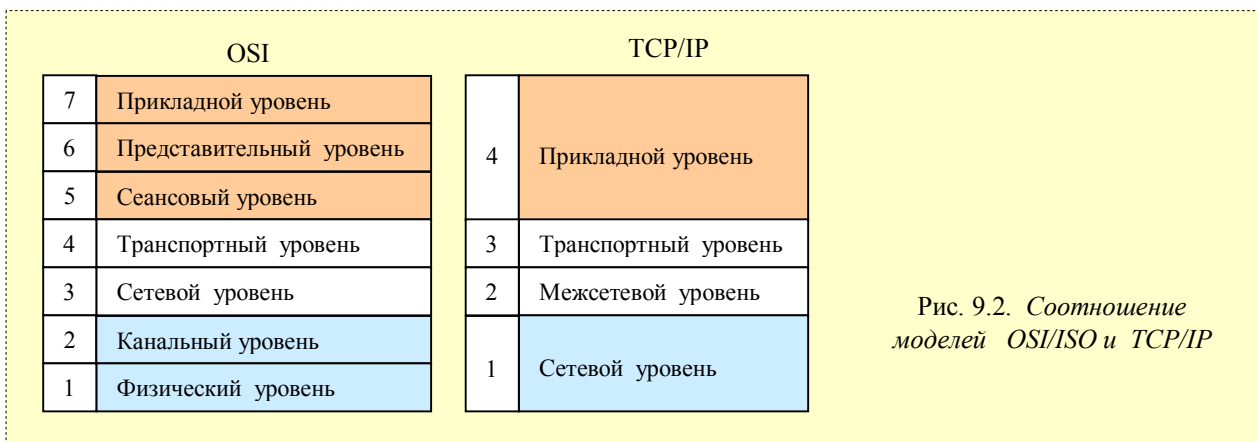 OSI
7 Прикладной уровень
6 Представительный уровень
5 Сеансовый уровень
4 Транспортный уровень
3 Сетевой уровень
2 Канальный уровень
1 Физический уровень
TCP/IP
4 Прикладной уровень
3 Транспортный уровень
2 Межсетевой уровень
1 Сетевой уровень
Рис. 9.2. Соотношение
моделей OSI/ISO и TCP/IP